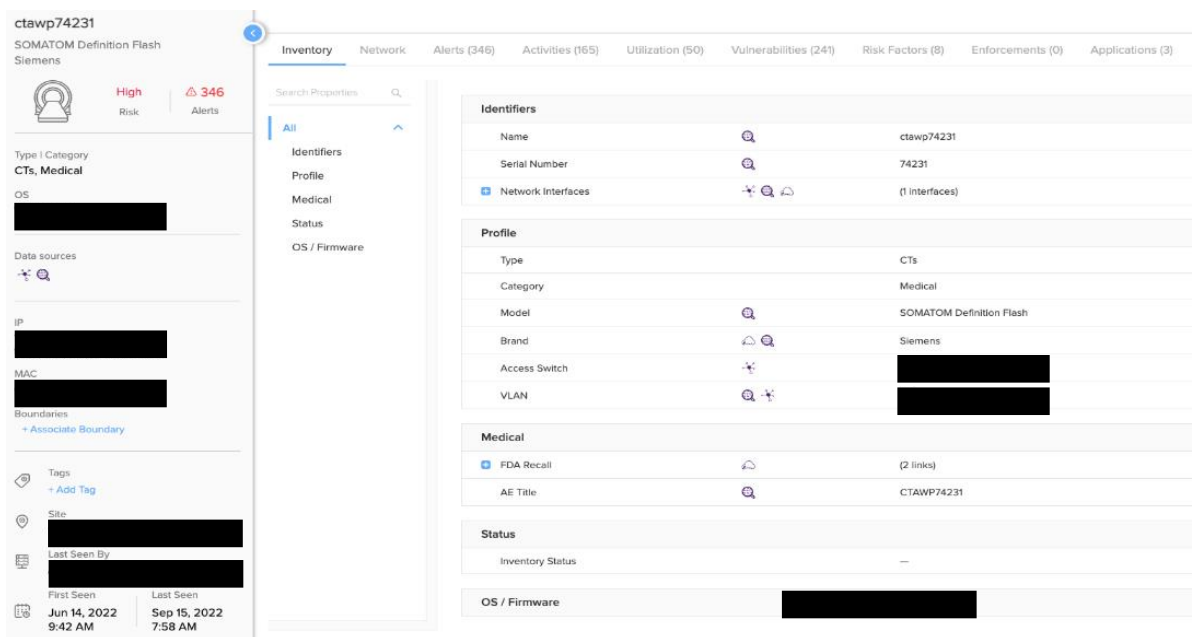 ctawp74231
SOMATOM Definition Flash
Siemens
High
Risk
346
Alerts
Type | Category
CTs, Medical
OS
Data sources
IP
MAC
Boundaries
+ Associate Boundary
Tags
+ Add Tag
Site
Last Seen By
First Seen
Jun 14, 2022
9:42 AM
Last Seen
Sep 15, 2022
7:58 AM
Inventory Network Alerts (346) Activities (165) Utilization (50) Vulnerabilities (241) Risk Factors (8) Enforcements (0) Applications (3)
Search Properties
All
Identifiers
Profile
Medical
Status
OS / Firmware
Identifiers
Name ctawp74231
Serial Number 74231
Network Interfaces (1 interfaces)
Profile
Type CTs
Category Medical
Model SOMATOM Definition Flash
Brand Siemens
Access Switch
VLAN
Medical
FDA Recall (2 links)
AE Title CTAWP74231
Status
Inventory Status —
OS / Firmware